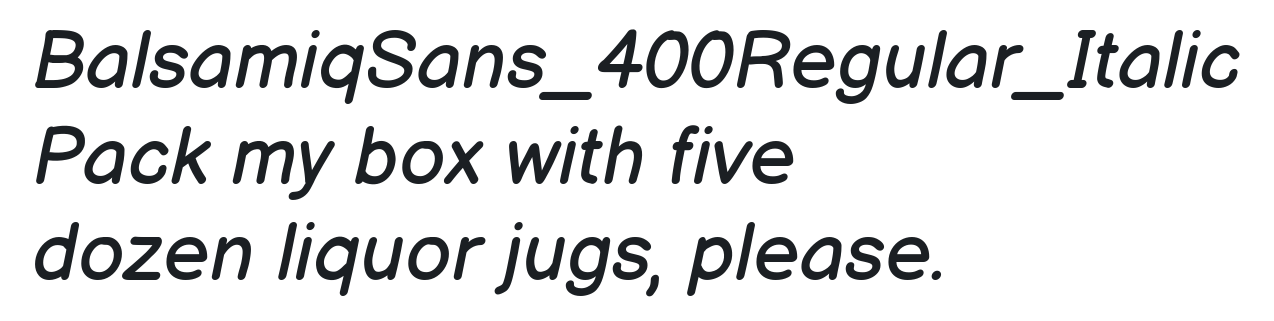 BalsamiqSans_400Regular_Italic
Pack my box with five
dozen liquor jugs, please.